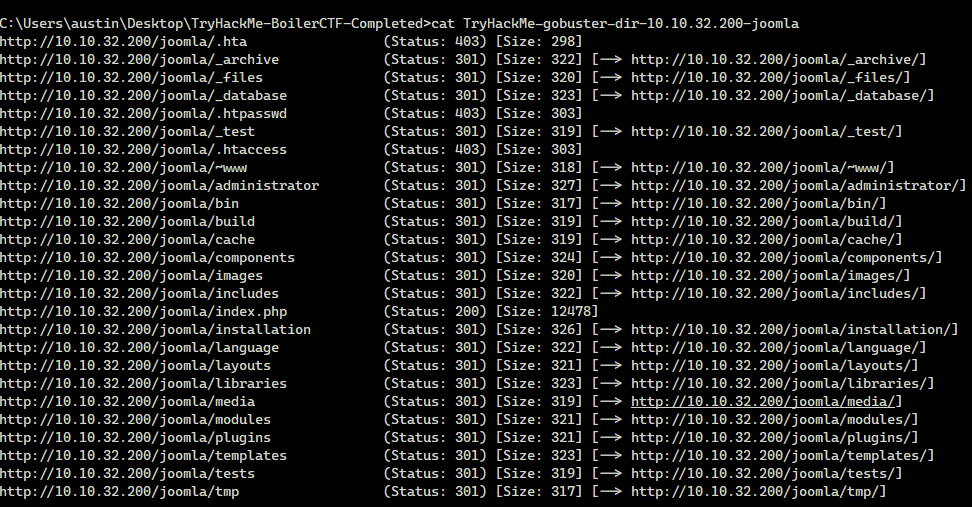 C:\Users\austin\Desktop\TryHackMe-BoilerCTF-Completed>cat TryHackMe-gobuster-dir-10.10.32.200-joomla
http://10.10.32.200/joomla/.hta                 (Status: 403) [Size: 298]
http://10.10.32.200/joomla/_archive             (Status: 301) [Size: 322] [--> http://10.10.32.200/joomla/_archive/]
http://10.10.32.200/joomla/_files               (Status: 301) [Size: 320] [--> http://10.10.32.200/joomla/_files/]
http://10.10.32.200/joomla/_database            (Status: 301) [Size: 323] [--> http://10.10.32.200/joomla/_database/]
http://10.10.32.200/joomla/.htpasswd            (Status: 403) [Size: 303]
http://10.10.32.200/joomla/_test                (Status: 301) [Size: 319] [--> http://10.10.32.200/joomla/_test/]
http://10.10.32.200/joomla/.htaccess            (Status: 403) [Size: 303]
http://10.10.32.200/joomla/~www                 (Status: 301) [Size: 318] [--> http://10.10.32.200/joomla/~www/]
http://10.10.32.200/joomla/administrator        (Status: 301) [Size: 327] [--> http://10.10.32.200/joomla/administrator/]
http://10.10.32.200/joomla/bin                  (Status: 301) [Size: 317] [--> http://10.10.32.200/joomla/bin/]
http://10.10.32.200/joomla/build                (Status: 301) [Size: 319] [--> http://10.10.32.200/joomla/build/]
http://10.10.32.200/joomla/cache                (Status: 301) [Size: 319] [--> http://10.10.32.200/joomla/cache/]
http://10.10.32.200/joomla/components           (Status: 301) [Size: 324] [--> http://10.10.32.200/joomla/components/]
http://10.10.32.200/joomla/images               (Status: 301) [Size: 320] [--> http://10.10.32.200/joomla/images/]
http://10.10.32.200/joomla/includes             (Status: 301) [Size: 322] [--> http://10.10.32.200/joomla/includes/]
http://10.10.32.200/joomla/index.php            (Status: 200) [Size: 12478]
http://10.10.32.200/joomla/installation         (Status: 301) [Size: 326] [--> http://10.10.32.200/joomla/installation/]
http://10.10.32.200/joomla/language             (Status: 301) [Size: 322] [--> http://10.10.32.200/joomla/language/]
http://10.10.32.200/joomla/layouts              (Status: 301) [Size: 321] [--> http://10.10.32.200/joomla/layouts/]
http://10.10.32.200/joomla/libraries            (Status: 301) [Size: 323] [--> http://10.10.32.200/joomla/libraries/]
http://10.10.32.200/joomla/media                (Status: 301) [Size: 319] [--> http://10.10.32.200/joomla/media/]
http://10.10.32.200/joomla/modules              (Status: 301) [Size: 321] [--> http://10.10.32.200/joomla/modules/]
http://10.10.32.200/joomla/plugins              (Status: 301) [Size: 321] [--> http://10.10.32.200/joomla/plugins/]
http://10.10.32.200/joomla/templates            (Status: 301) [Size: 323] [--> http://10.10.32.200/joomla/templates/]
http://10.10.32.200/joomla/tests                (Status: 301) [Size: 319] [--> http://10.10.32.200/joomla/tests/]
http://10.10.32.200/joomla/tmp                  (Status: 301) [Size: 317] [--> http://10.10.32.200/joomla/tmp/]